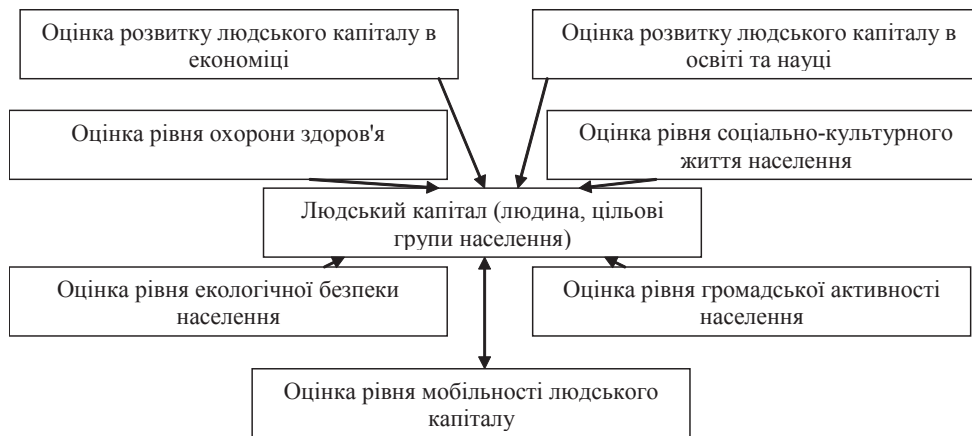 Оцінка розвитку людського капіталу в
економіці
Оцінка розвитку людського капіталу в
освіті та науці
Оцінка рівня охорони здоров'я
Оцінка рівня соціально-культурного
життя населення
Людський капітал (людина, цільові
групи населення)
Оцінка рівня екологічної безпеки
населення
Оцінка рівня громадської активності
населення
Оцінка рівня мобільності людського
капіталу